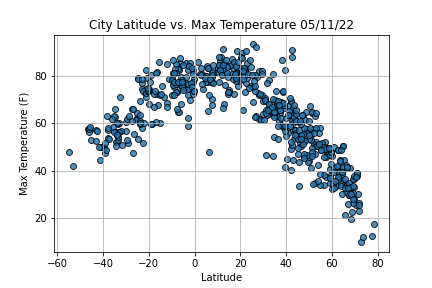 City Latitude vs. Max Temperature 05/11/22
Max Temperature (F)
80
60
40
20
−60 −40 −20 0 20 40 60 80
Latitude